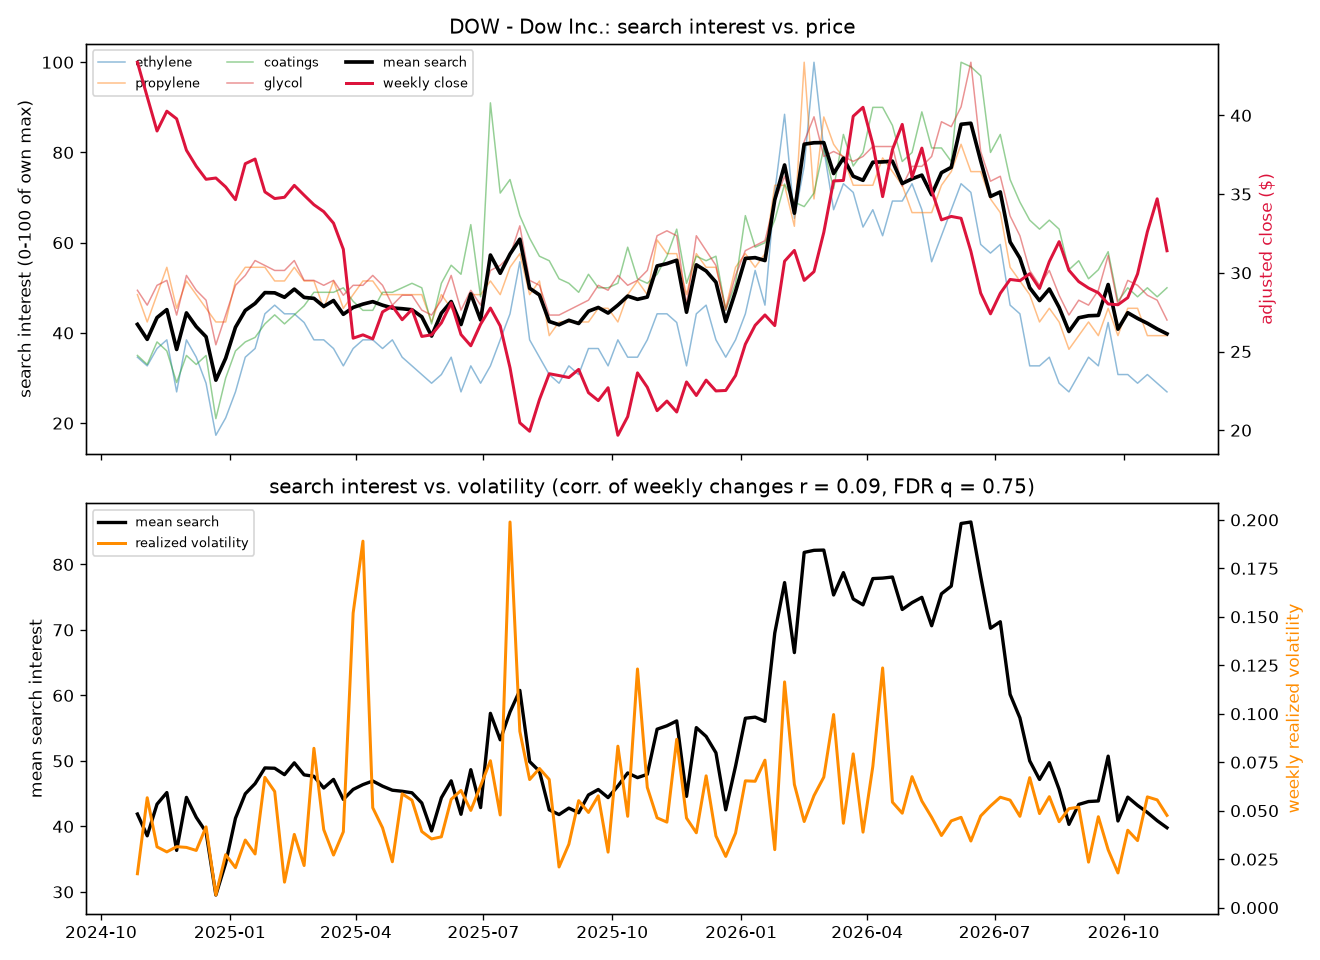 DOW - Dow Inc.: search interest vs. price
ethylene
propylene
coatings
glycol
mean search
weekly close
search interest (0-100 of own max)
100
80
60
40
20
adjusted close ($)
40
35
30
25
20
search interest vs. volatility (corr. of weekly changes r = 0.09, FDR q = 0.75)
mean search
realized volatility
mean search interest
80
70
60
50
40
30
weekly realized volatility
0.200
0.175
0.150
0.125
0.100
0.075
0.050
0.025
0.000
2024-10
2025-01
2025-04
2025-07
2025-10
2026-01
2026-04
2026-07
2026-10